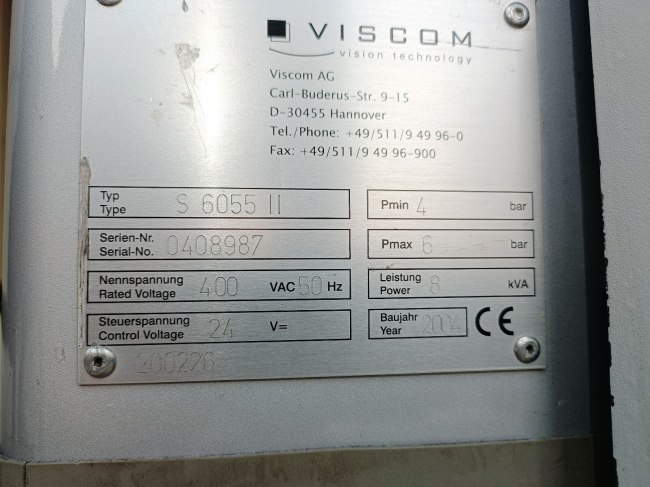 VISCOM
vision technology
Viscom AG
Carl-Buderus-Str. 9-15
D-30455 Hannover
Tel./Phone: +49/511/9 49 96-0
Fax: +49/511/9 49 96-900
Typ
Type S 6055 II
Pmin 4 bar
Serien-Nr.
Serial-No. 0408987
Pmax 6 bar
Nennspannung
Rated Voltage 400 VAC 50 Hz
Leistung
Power 8 kVA
Steuerspannung
Control Voltage 24 V=
Baujahr
Year 2004
CE
200226